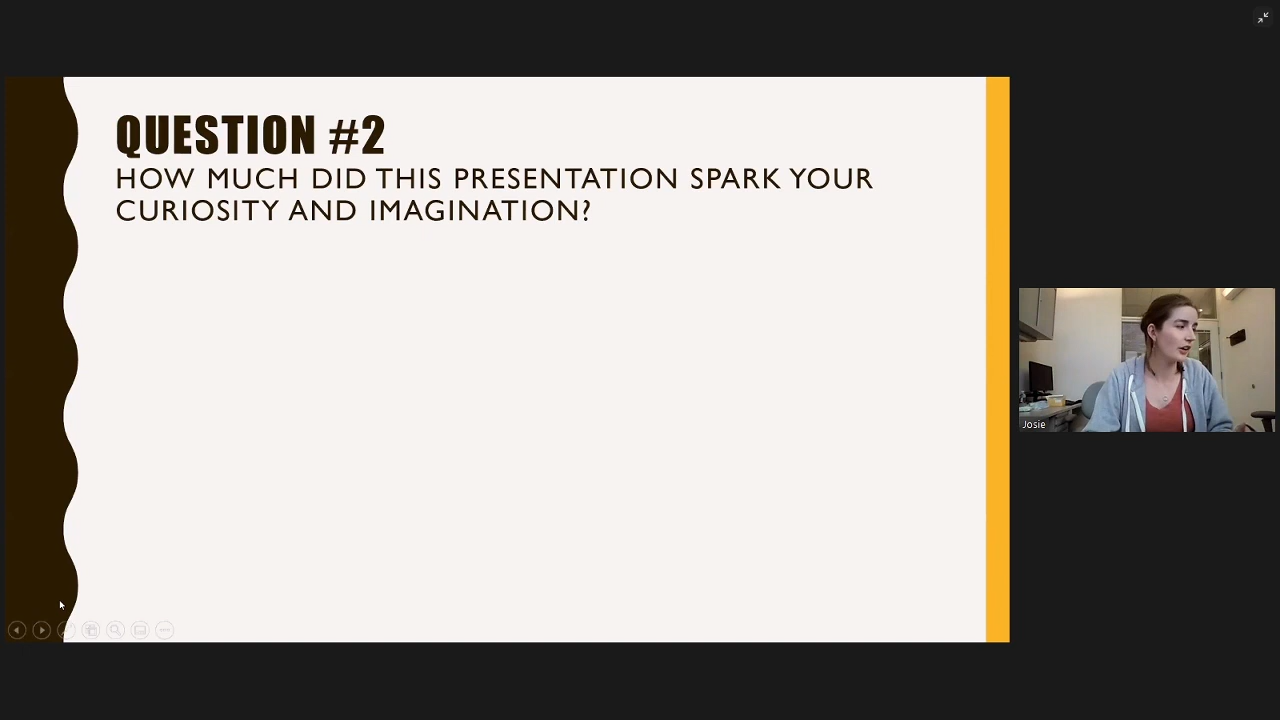 QUESTION #2
HOW MUCH DID THIS PRESENTATION SPARK YOUR
CURIOSITY AND IMAGINATION?
Josie